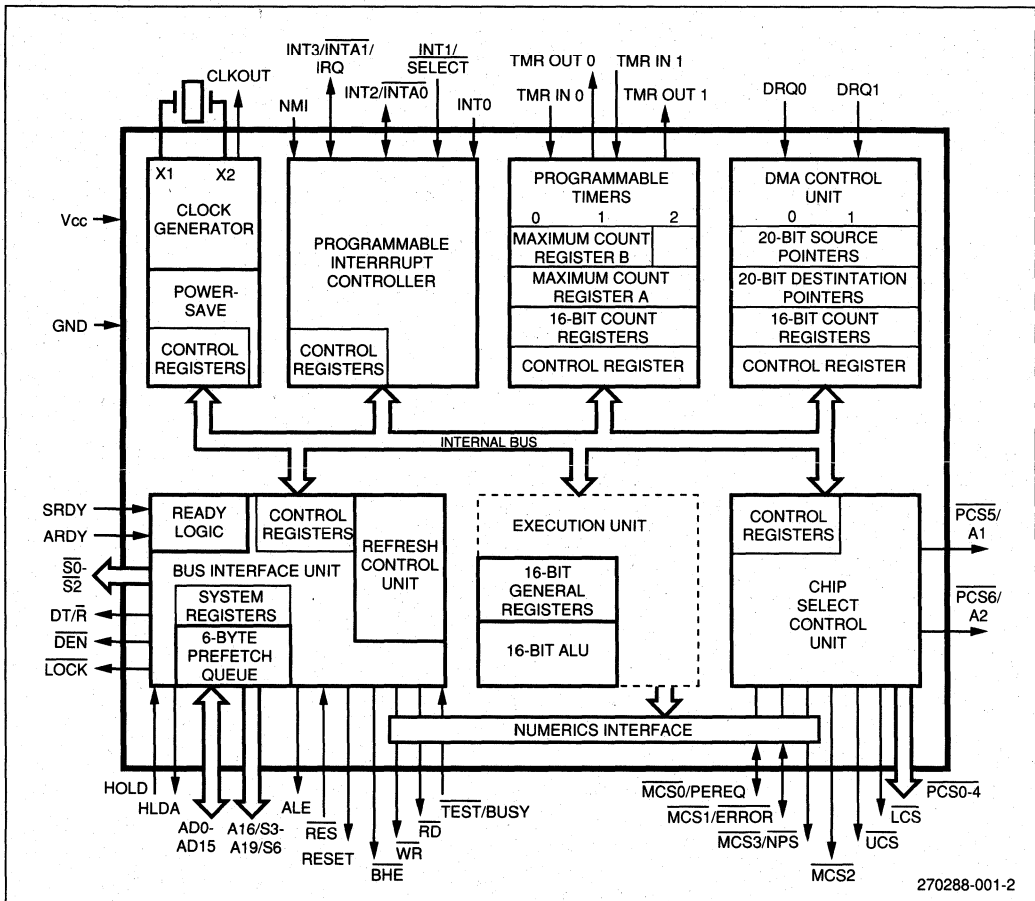 INT3/INTA1/
IRQ
INT1/
SELECT
TMR OUT 0
TMR IN 1
CLKOUT
INT2/INTA0
NMI
INT0
TMR IN 0
TMR OUT 1
DRQ0
DRQ1
X1
X2
CLOCK
GENERATOR
POWER-
SAVE
CONTROL
REGISTERS
PROGRAMMABLE
INTERRRUPT
CONTROLLER
CONTROL
REGISTERS
PROGRAMMABLE
TIMERS
0 1 2
MAXIMUM COUNT
REGISTER B
MAXIMUM COUNT
REGISTER A
16-BIT COUNT
REGISTERS
CONTROL REGISTER
DMA CONTROL
UNIT
0 1
20-BIT SOURCE
POINTERS
20-BIT DESTINTATION
POINTERS
16-BIT COUNT
REGISTERS
CONTROL REGISTER
Vcc
GND
INTERNAL BUS
SRDY
ARDY
S0-
S2
DT/R
DEN
LOCK
READY
LOGIC
CONTROL
REGISTERS
REFRESH
CONTROL
UNIT
BUS INTERFACE UNIT
SYSTEM
REGISTERS
6-BYTE
PREFETCH
QUEUE
EXECUTION UNIT
16-BIT
GENERAL
REGISTERS
16-BIT ALU
CONTROL
REGISTERS
CHIP
SELECT
CONTROL
UNIT
PCS5/
A1
PCS6/
A2
NUMERICS INTERFACE
HOLD
HLDA
AD0-
AD15
A16/S3-
A19/S6
ALE
RES
RESET
BHE
WR
RD
TEST/BUSY
MCS0/PEREQ
MCS1/ERROR
MCS3/NPS
MCS2
UCS
LCS
PCS0-4
270288-001-2